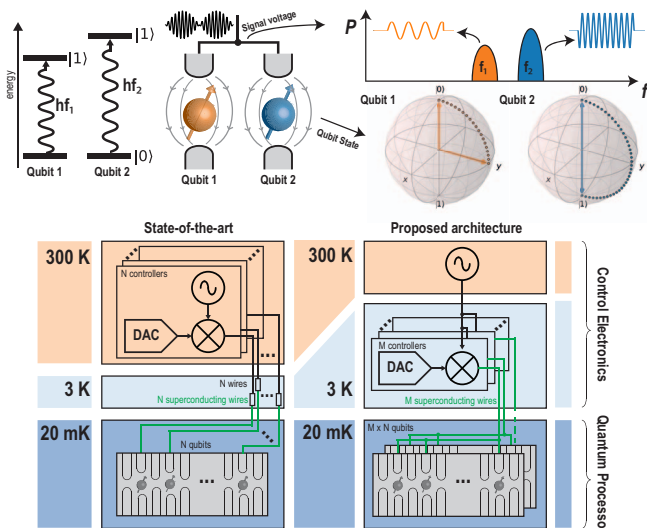 energy
|1⟩
hf1
Qubit 1
|1⟩
hf2
|0⟩
Qubit 2
Signal voltage
Qubit State
Qubit 1
Qubit 2
P
f1
f2
f
Qubit 1
|0⟩
x
y
|1⟩
Qubit 2
|0⟩
x
y
|1⟩
State-of-the-art
300 K
N controllers
DAC
...
3 K
N wires
N superconducting wires
...
20 mK
N qubits
...
Proposed architecture
300 K
M controllers
DAC
3 K
M superconducting wires
20 mK
M x N qubits
...
Control Electronics
Quantum Processo